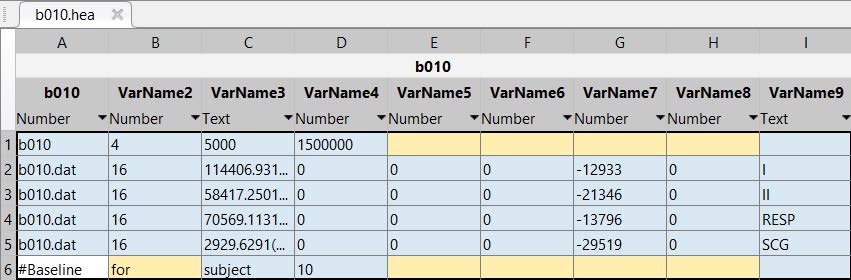 b010.hea
A B C D E F G H I
b010
b010 VarName2 VarName3 VarName4 VarName5 VarName6 VarName7 VarName8 VarName9
Number Number Text Number Number Number Number Number Text
1 b010 4 5000 1500000
2 b010.dat 16 114406.931... 0 0 0 -12933 0 I
3 b010.dat 16 58417.2501... 0 0 0 -21346 0 II
4 b010.dat 16 70569.1131... 0 0 0 -13796 0 RESP
5 b010.dat 16 2929.6291(... 0 0 0 -29519 0 SCG
6 #Baseline for subject 10